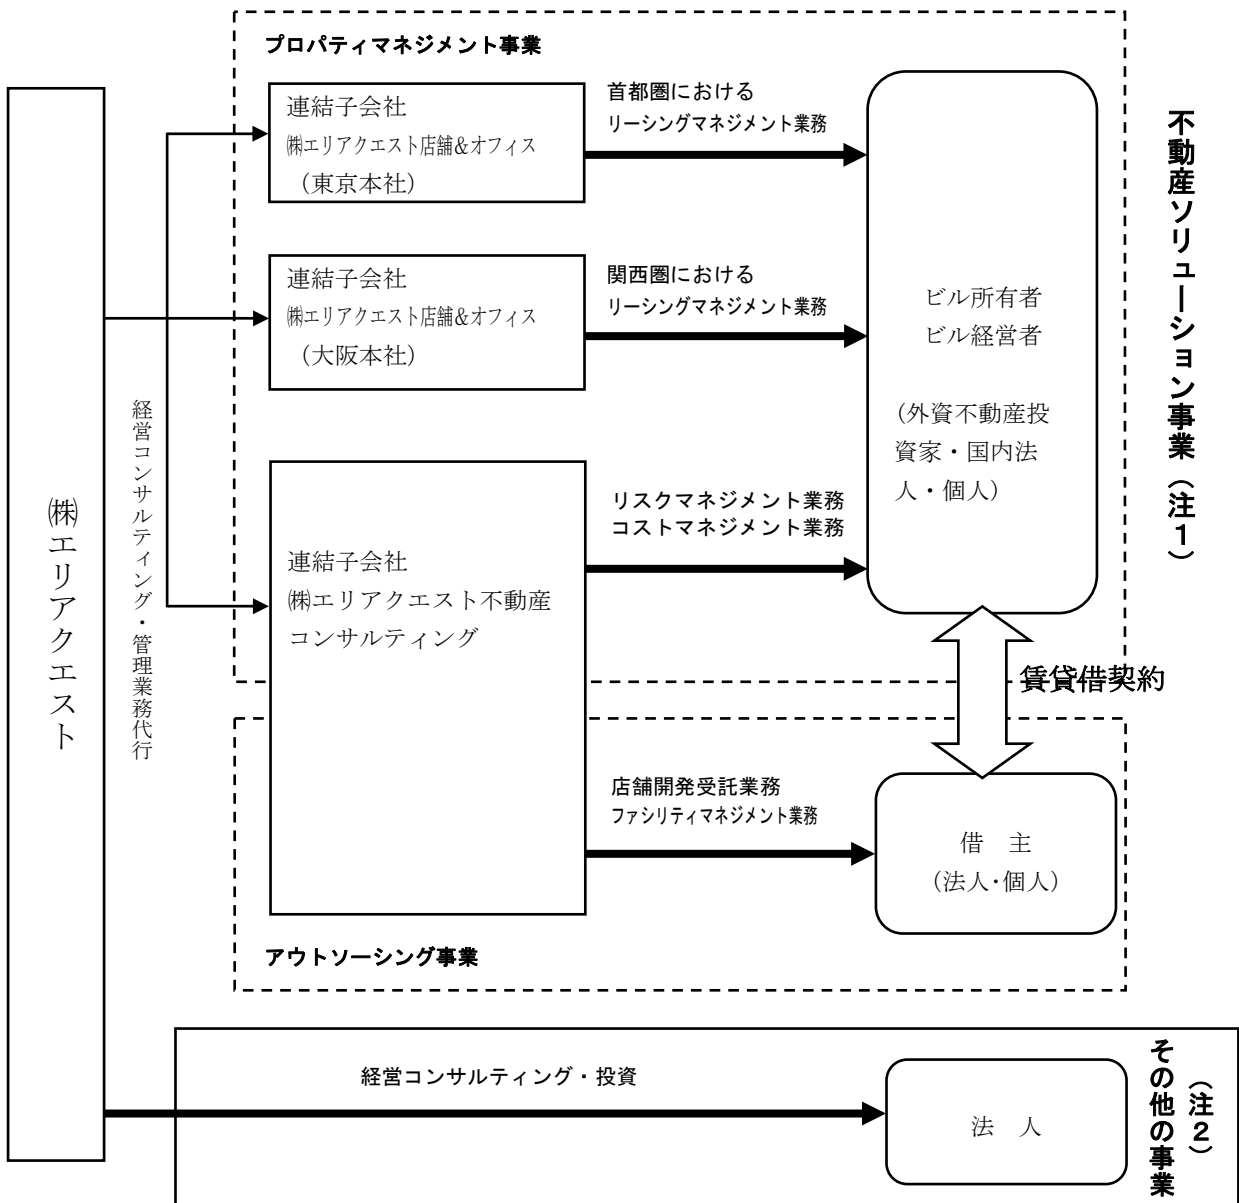 プロパティマネジメント事業
連結子会社
㈱エリアクエスト店舗&オフィス
（東京本社）
首都圏における
リーシングマネジメント業務
連結子会社
㈱エリアクエスト店舗&オフィス
（大阪本社）
関西圏における
リーシングマネジメント業務
ビル所有者
ビル経営者
（外資不動産投
資家・国内法
人・個人）
不動産ソリューション事業（注１）
㈱エリアクエスト
経営コンサルティング・管理業務代行
連結子会社
㈱エリアクエスト不動産
コンサルティング
リスクマネジメント業務
コストマネジメント業務
賃貸借契約
店舗開発受託業務
ファシリティマネジメント業務
借　主
（法人・個人）
アウトソーシング事業
経営コンサルティング・投資
法　人
その他の事業
（注２）